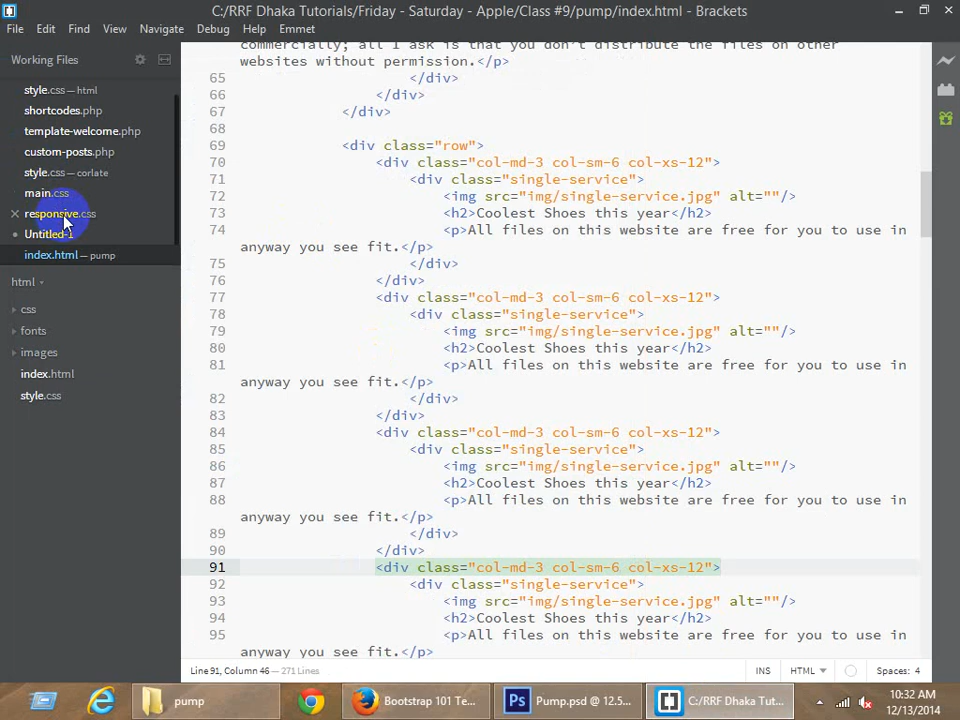 C:/RRF Dhaka Tutorials/Friday - Saturday - Apple/Class #9/pump/index.html - Brackets
File Edit Find View Navigate Debug Help Emmet
Working Files
style.css — html
shortcodes.php
template-welcome.php
custom-posts.php
style.css — corlate
main.css
responsive.css
Untitled-1
index.html — pump
html
css
fonts
images
index.html
style.css
commercially; all I ask is that you don't distribute the files on other
websites without permission.</p>
65 </div>
66 </div>
67 </div>
68
69 <div class="row">
70 <div class="col-md-3 col-sm-6 col-xs-12">
71 <div class="single-service">
72 <img src="img/single-service.jpg" alt=""/>
73 <h2>Coolest Shoes this year</h2>
74 <p>All files on this website are free for you to use in
anyway you see fit.</p>
75 </div>
76 </div>
77 <div class="col-md-3 col-sm-6 col-xs-12">
78 <div class="single-service">
79 <img src="img/single-service.jpg" alt=""/>
80 <h2>Coolest Shoes this year</h2>
81 <p>All files on this website are free for you to use in
anyway you see fit.</p>
82 </div>
83 </div>
84 <div class="col-md-3 col-sm-6 col-xs-12">
85 <div class="single-service">
86 <img src="img/single-service.jpg" alt=""/>
87 <h2>Coolest Shoes this year</h2>
88 <p>All files on this website are free for you to use in
anyway you see fit.</p>
89 </div>
90 </div>
91 <div class="col-md-3 col-sm-6 col-xs-12">
92 <div class="single-service">
93 <img src="img/single-service.jpg" alt=""/>
94 <h2>Coolest Shoes this year</h2>
95 <p>All files on this website are free for you to use in
anyway you see fit.</p>
Line 91, Column 46 — 271 Lines
INS HTML Spaces: 4
pump
Bootstrap 101 Te...
Ps Pump.psd @ 12.5...
C:/RRF Dhaka Tut...
10:32 AM
12/13/2014